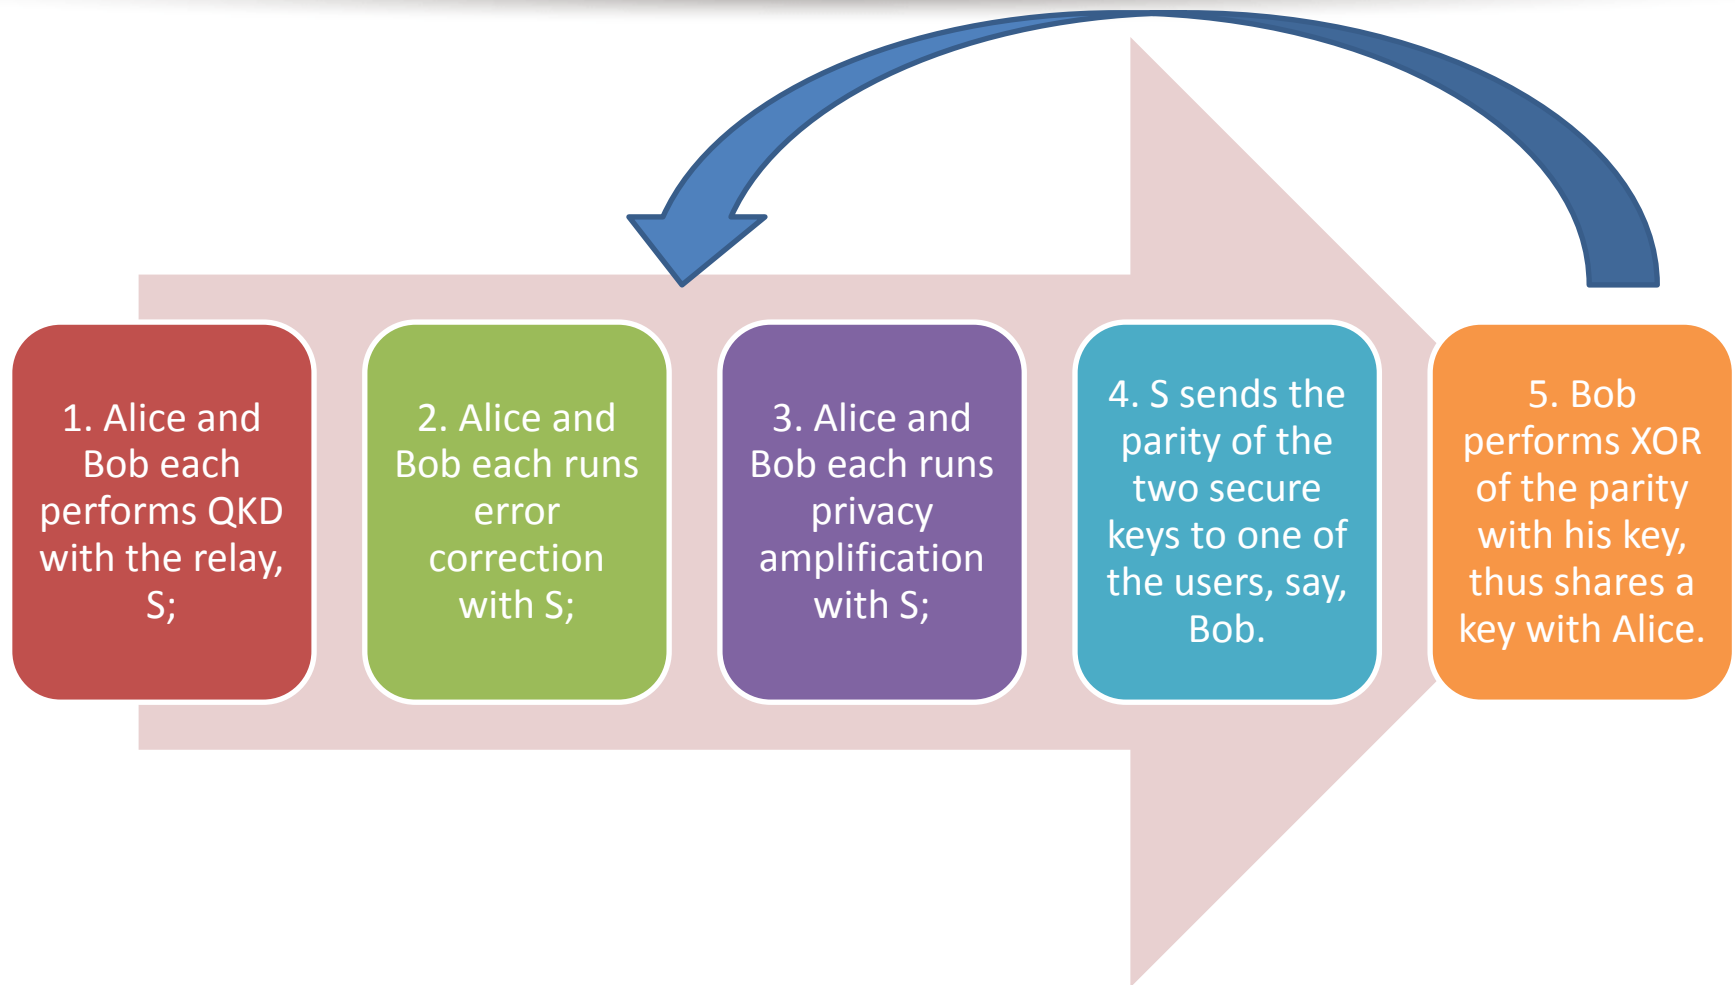 1. Alice and
Bob each
performs QKD
with the relay,
S;
2. Alice and
Bob each runs
error
correction
with S;
3. Alice and
Bob each runs
privacy
amplification
with S;
4. S sends the
parity of the
two secure
keys to one of
the users, say,
Bob.
5. Bob
performs XOR
of the parity
with his key,
thus shares a
key with Alice.